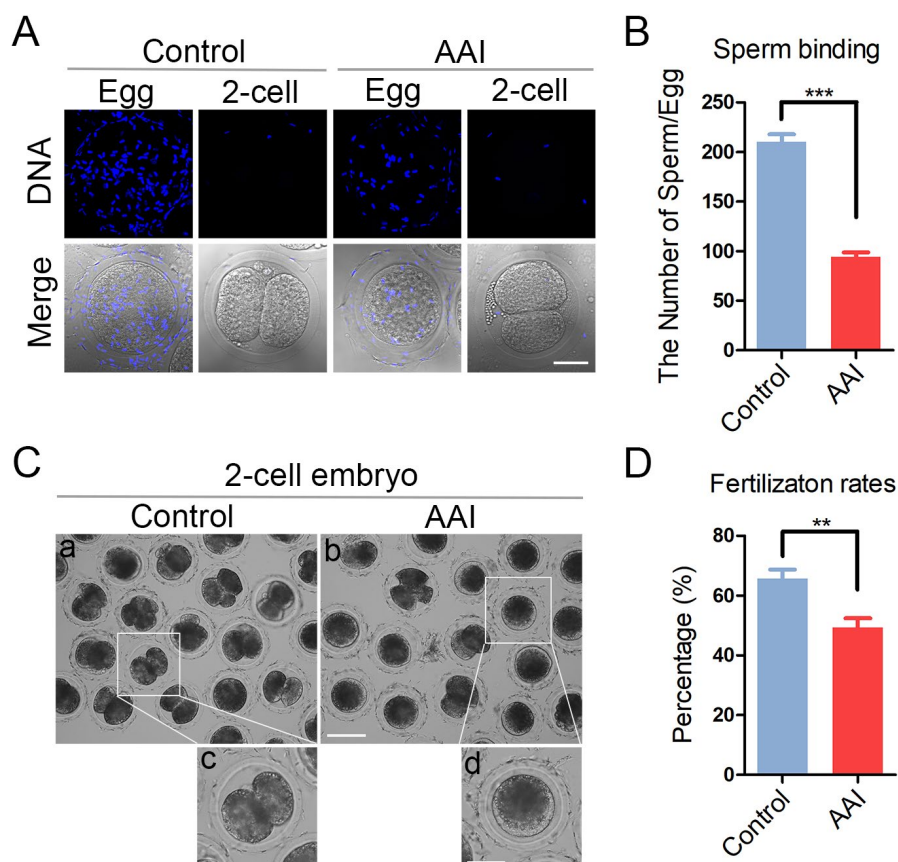 A
Control
AAI
Egg
2-cell
Egg
2-cell
DNA
Merge
B
Sperm binding
The Number of Sperm/Egg
250
200
150
100
50
0
***
Control
AAI
C
2-cell embryo
Control
AAI
a
b
c
d
D
Fertilizaton rates
Percentage (%)
80
60
40
20
0
**
Control
AAI